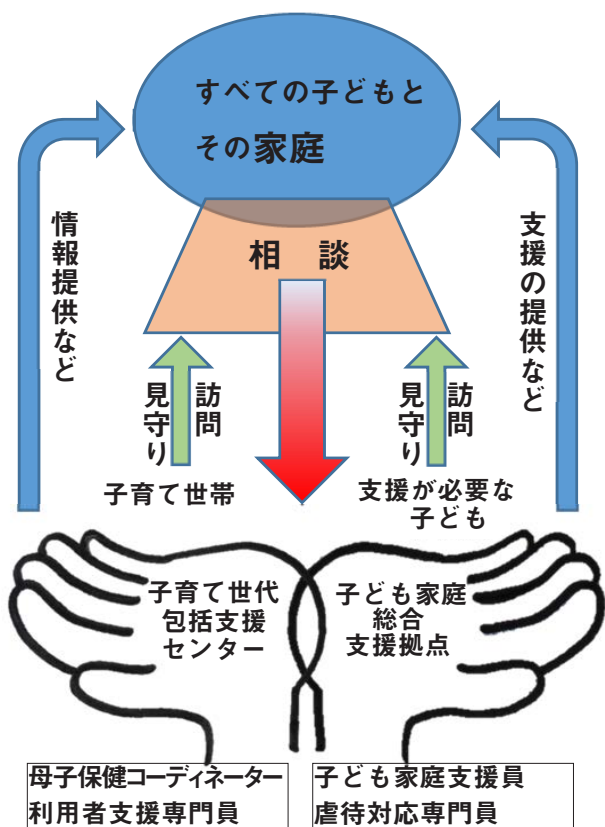 すべての子どもと
その家庭
相 談
情報提供など
支援の提供など
訪問
見守り
訪問
見守り
子育て世帯
支援が必要な
子ども
子育て世代
包括支援
センター
子ども家庭
総合
支援拠点
母子保健コーディネーター
利用者支援専門員
子ども家庭支援員
虐待対応専門員